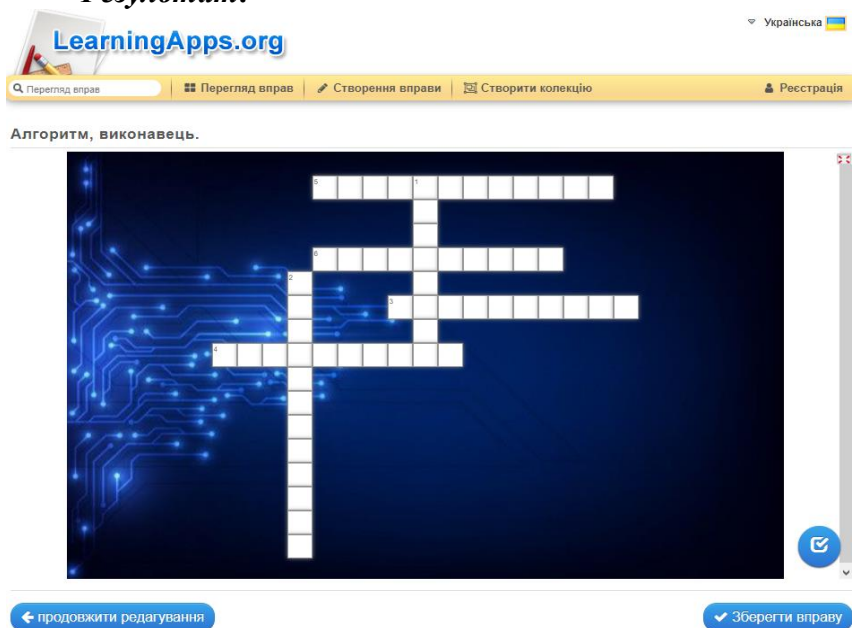 Результат:
LearningApps.org
Українська
Перегляд вправ
Перегляд вправ
Створення вправи
Створити колекцію
Реєстрація
Алгоритм, виконавець.
5 1
6
2
3
4
продовжити редагування
Зберегти вправу